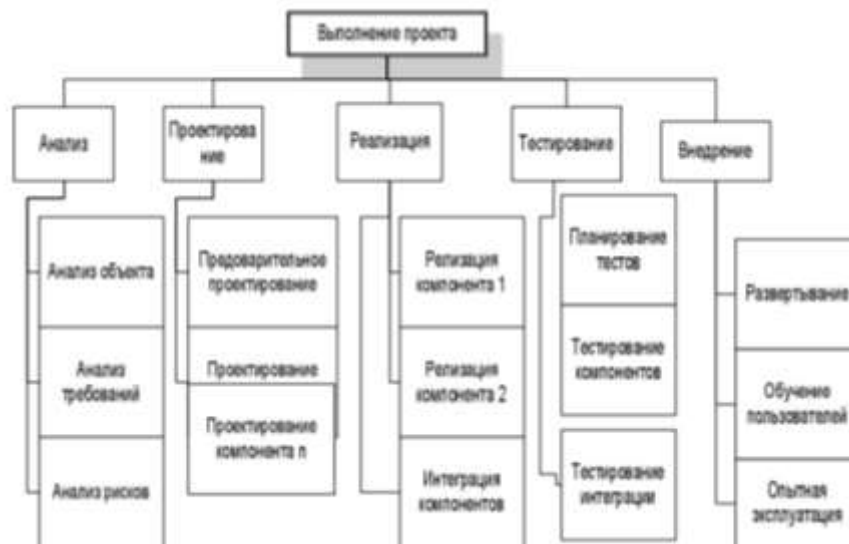 Выполнение проекта
Анализ
Проектирова
ние
Реализация
Тестирование
Внедрение
Анализ объекта
Анализ
требований
Анализ рисков
Предоварительное
проектирование
Проектирование
Проектирование
компонента n
Релизация
компонента 1
Релизация
компонента 2
Интеграция
компонентов
Планирование
тестов
Тестирование
компонентов
Тестирование
интеграции
Развертывание
Обучение
пользователей
Опытная
эксплуатация